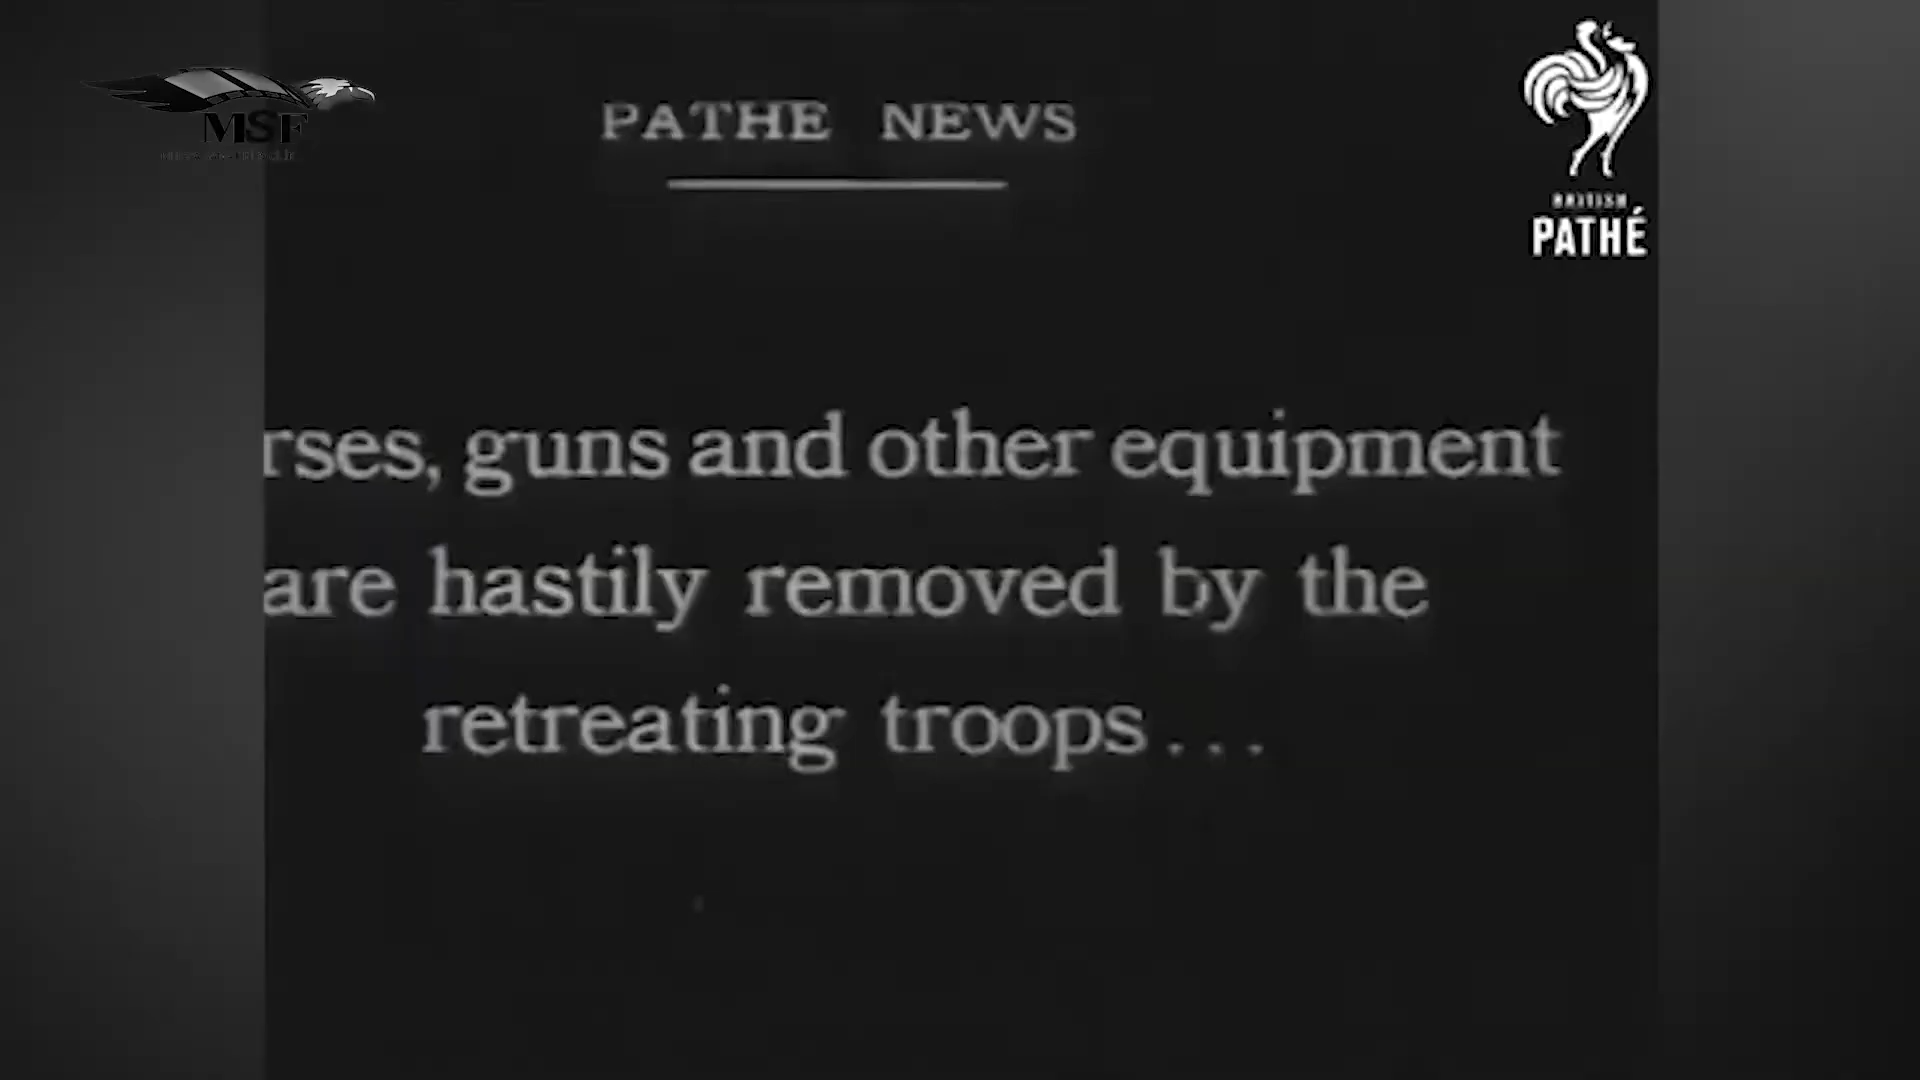 MSF
PATHE NEWS
BRITISH
PATHÉ
rses, guns and other equipment
are hastily removed by the
retreating troops...